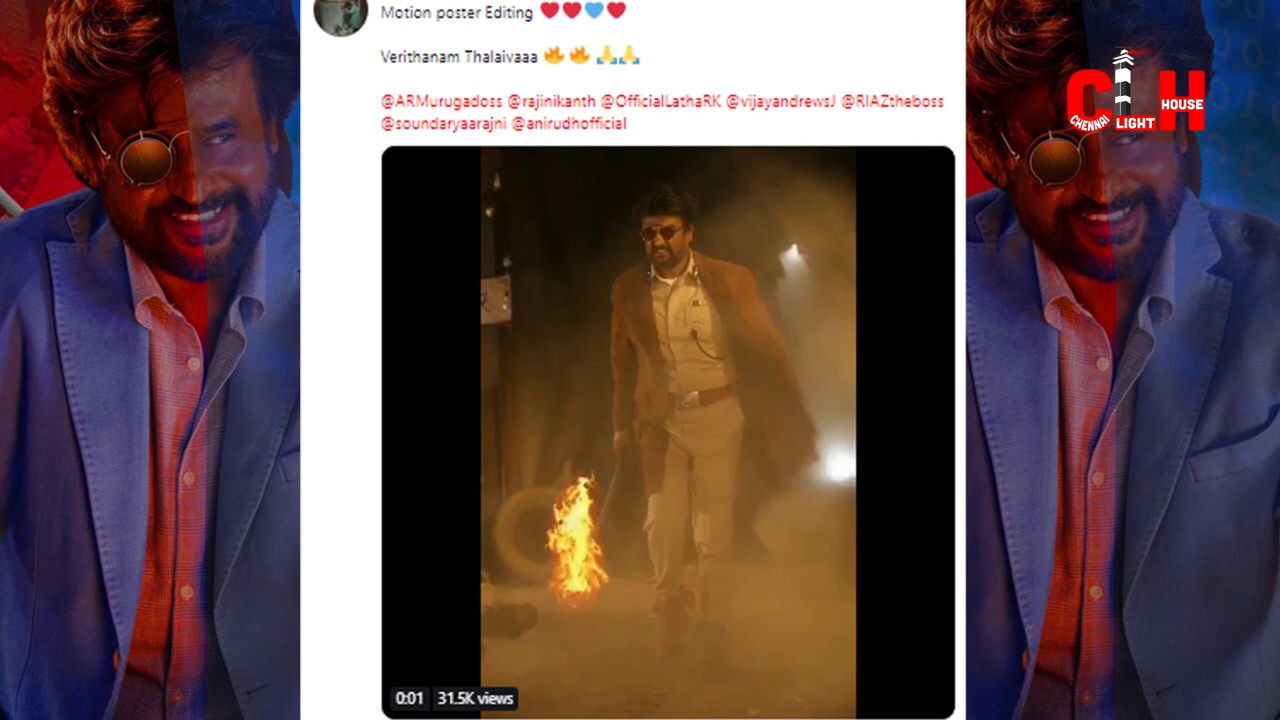 Motion poster Editing ❤❤💙❤
Verithanam Thalaivaaa 🔥🔥 🙏🙏
@ARMurugadoss @rajinikanth @OfficialLathaRK @vijayandrewsJ @RIAZtheboss
@soundaryaarajni @anirudhofficial
CLH
CHENNAI LIGHT HOUSE
0:01 31.5K views